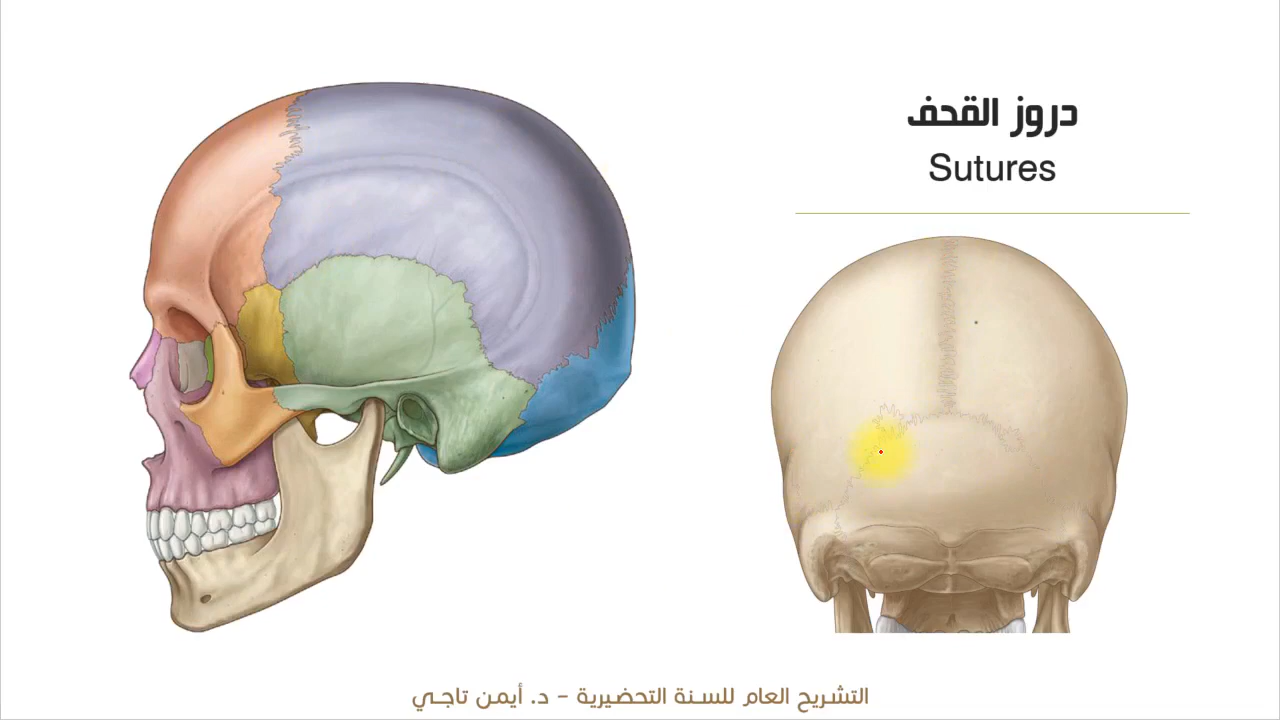 دروز القحف
Sutures
التشريح العام للسنة التحضيرية - د. أيمن تاجي